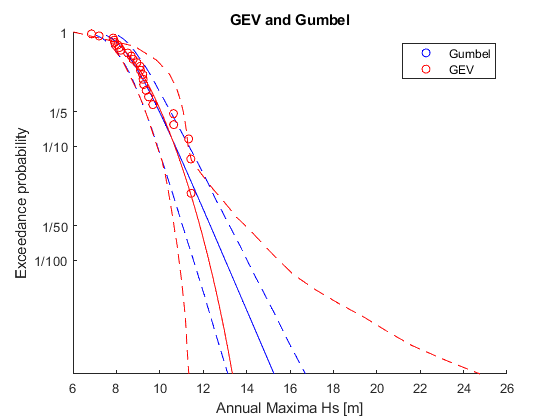 GEV and Gumbel
Gumbel
GEV
1
1/5
1/10
1/50
1/100
Exceedance probability
6 8 10 12 14 16 18 20 22 24 26
Annual Maxima Hs [m]